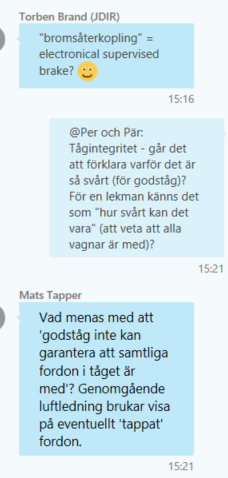 Torben Brand (JDIR)
"bromsåterkopling" =
electronical supervised
brake?
15:16
@Per och Pär:
Tågintegritet - går det
att förklara varför det är
så svårt (för godståg)?
För en lekman känns det
som "hur svårt kan det
vara" (att veta att alla
vagnar är med)?
15:21
Mats Tapper
Vad menas med att
'godståg inte kan
garantera att samtliga
fordon i tåget är
med'? Genomgående
luftledning brukar visa
på eventuellt 'tappat'
fordon.
15:21